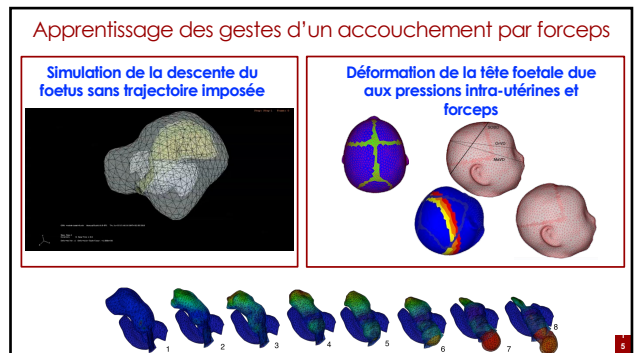 Apprentissage des gestes d'un accouchement par forceps
Simulation de la descente du
foetus sans trajectoire imposée
Déformation de la tête foetale due
aux pressions intra-utérines et
forceps
1
2
3
4
5
6
7
8
5